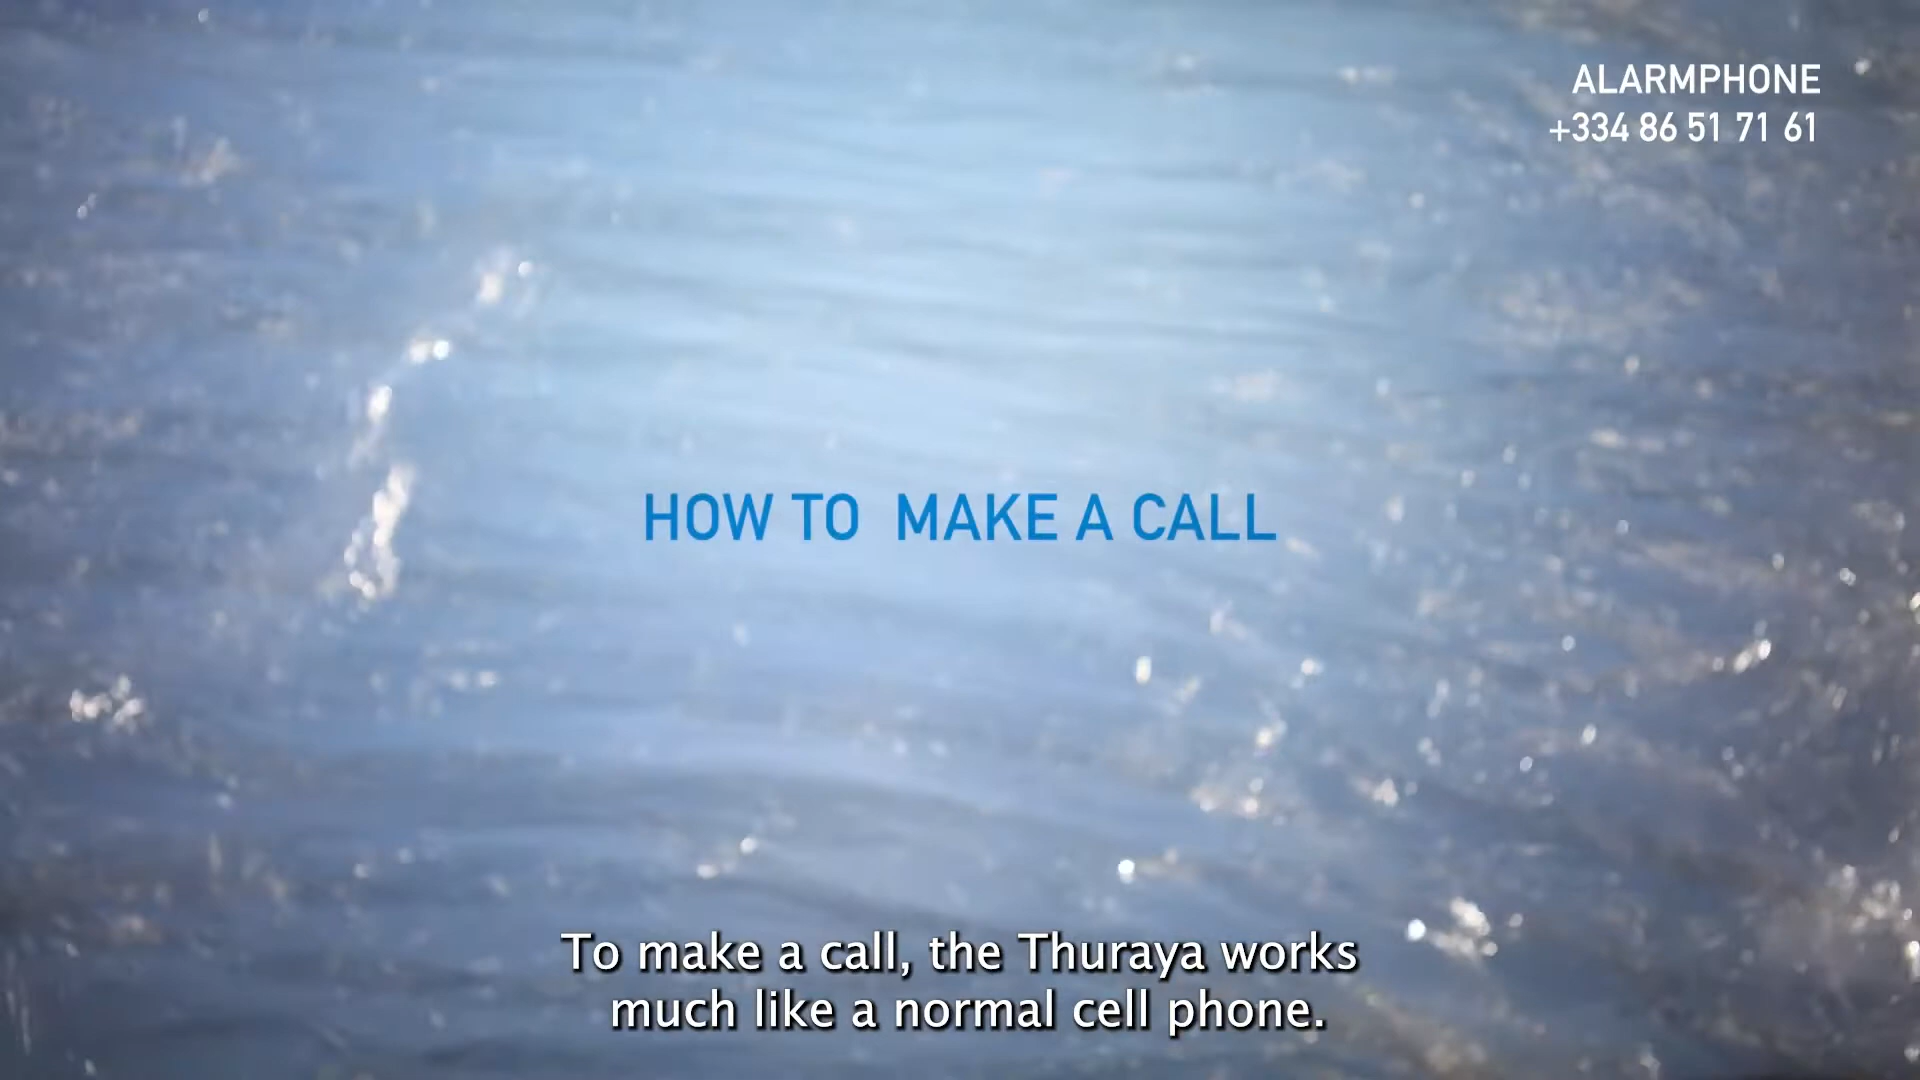 ALARMPHONE
+334 86 51 71 61
HOW TO MAKE A CALL
To make a call, the Thuraya works
much like a normal cell phone.